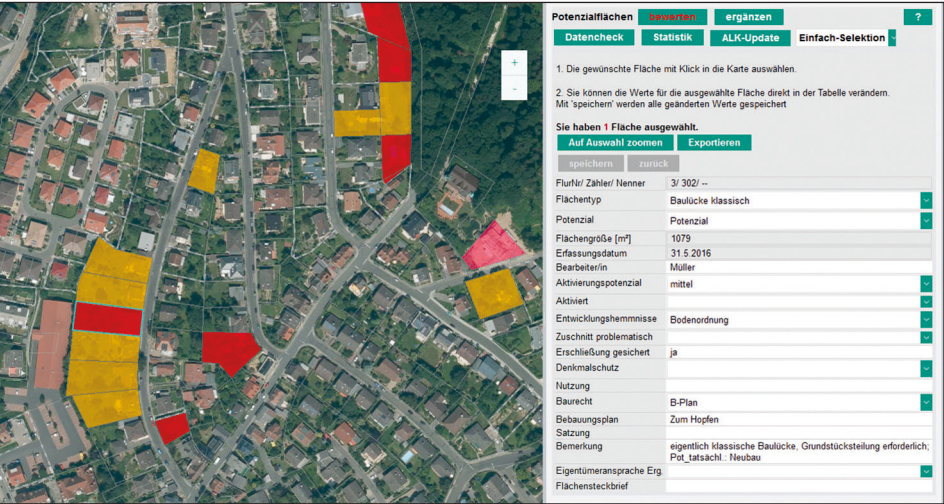 Potenzialflächen bewerten ergänzen ?
Datencheck Statistik ALK-Update Einfach-Selektion
+
-
1. Die gewünschte Fläche mit Klick in die Karte auswählen.
2. Sie können die Werte für die ausgewählte Fläche direkt in der Tabelle verändern.
Mit 'speichern' werden alle geänderten Werte gespeichert
Sie haben 1 Fläche ausgewählt.
Auf Auswahl zoomen Exportieren
speichern zurück
FlurNr/ Zähler/ Nenner 3/ 302/ --
Flächentyp Baulücke klassisch
Potenzial Potenzial
Flächengröße [m²] 1079
Erfassungsdatum 31.5.2016
Bearbeiter/in Müller
Aktivierungspotenzial mittel
Aktiviert
Entwicklungshemmnisse Bodenordnung
Zuschnitt problematisch
Erschließung gesichert ja
Denkmalschutz
Nutzung
Baurecht B-Plan
Bebauungsplan Zum Hopfen
Satzung
Bemerkung eigentlich klassische Baulücke, Grundstücksteilung erforderlich;
Pot_tatsächl.: Neubau
Eigentümeransprache Erg.
Flächensteckbrief